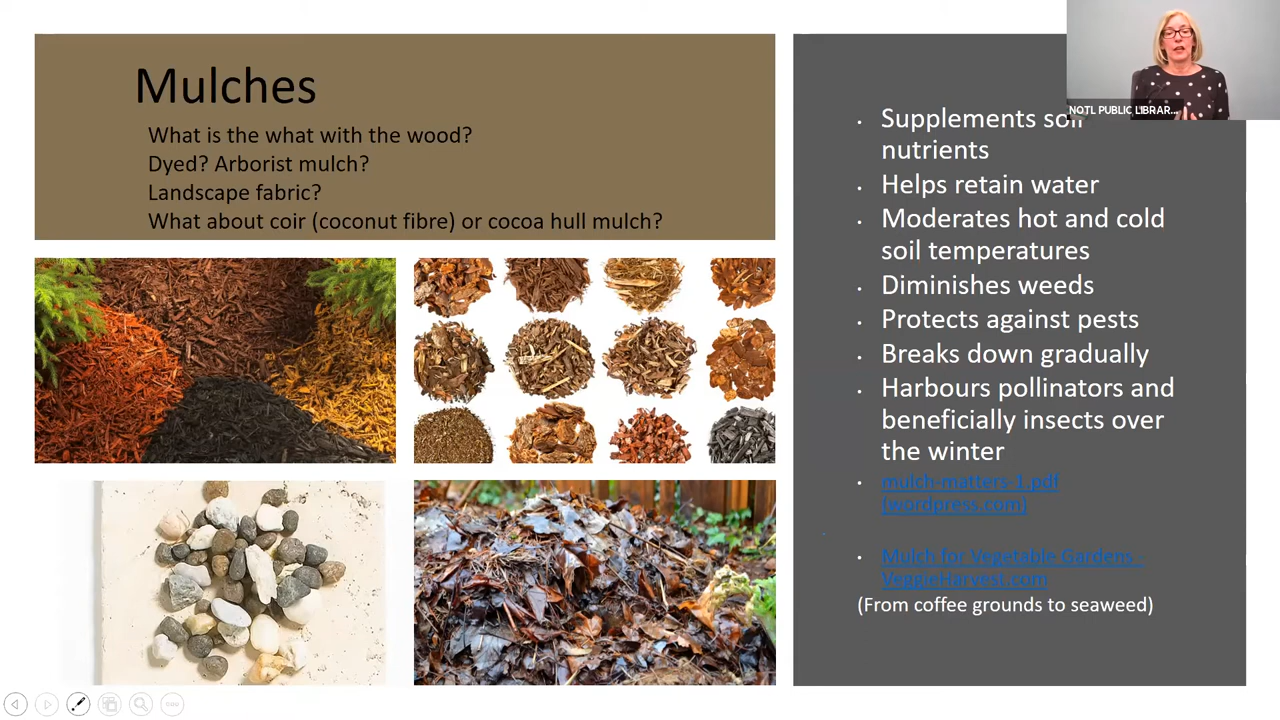 Mulches
What is the what with the wood?
Dyed? Arborist mulch?
Landscape fabric?
What about coir (coconut fibre) or cocoa hull mulch?
NOTL PUBLIC LIBRAR...
Supplements soil
nutrients
Helps retain water
Moderates hot and cold
soil temperatures
Diminishes weeds
Protects against pests
Breaks down gradually
Harbours pollinators and
beneficially insects over
the winter
mulch-matters-1.pdf
(wordpress.com)
Mulch for Vegetable Gardens -
VeggieHarvest.com
(From coffee grounds to seaweed)